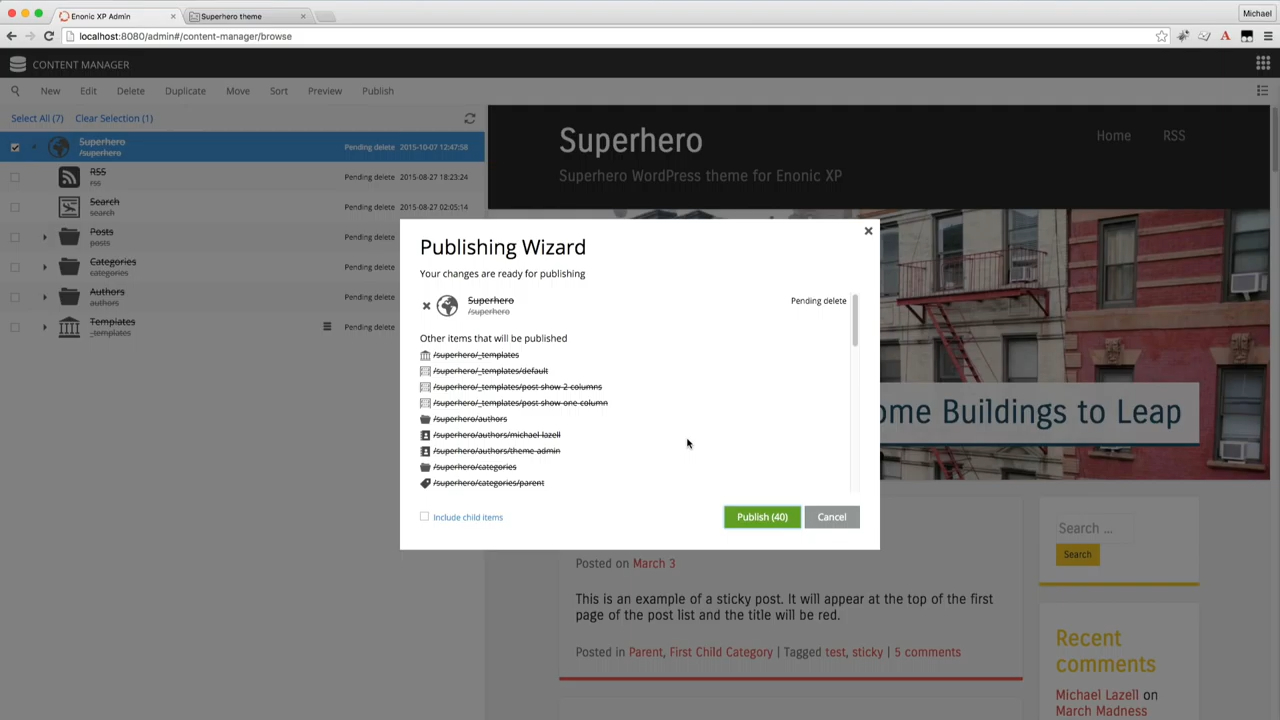 Enonic XP Admin
Superhero theme
Michael
localhost:8080/admin#/content-manager/browse
CONTENT MANAGER
New Edit Delete Duplicate Move Sort Preview Publish
Select All (7) Clear Selection (1)
Superhero
/superhero
Pending delete 2015-10-07 12:47:58
RSS
rss
Pending delete 2015-08-27 18:23:24
Search
search
Pending delete 2015-08-27 02:05:14
Posts
posts
Pending delete
Categories
categories
Pending delete
Authors
authors
Pending delete
Templates
_templates
Pending delete
Superhero
Home RSS
Superhero WordPress theme for Enonic XP
Publishing Wizard
Your changes are ready for publishing
Superhero
/superhero
Pending delete
Other items that will be published
/superhero/_templates
/superhero/_templates/default
/superhero/_templates/post-show-2-columns
/superhero/_templates/post-show-one-column
/superhero/authors
/superhero/authors/michael-lazell
/superhero/authors/theme-admin
/superhero/categories
/superhero/categories/parent
Include child items
Publish (40)
Cancel
ome Buildings to Leap
Posted on March 3
This is an example of a sticky post. It will appear at the top of the first
page of the post list and the title will be red.
Posted in Parent, First Child Category | Tagged test, sticky | 5 comments
Search ...
Search
Recent
comments
Michael Lazell on
March Madness